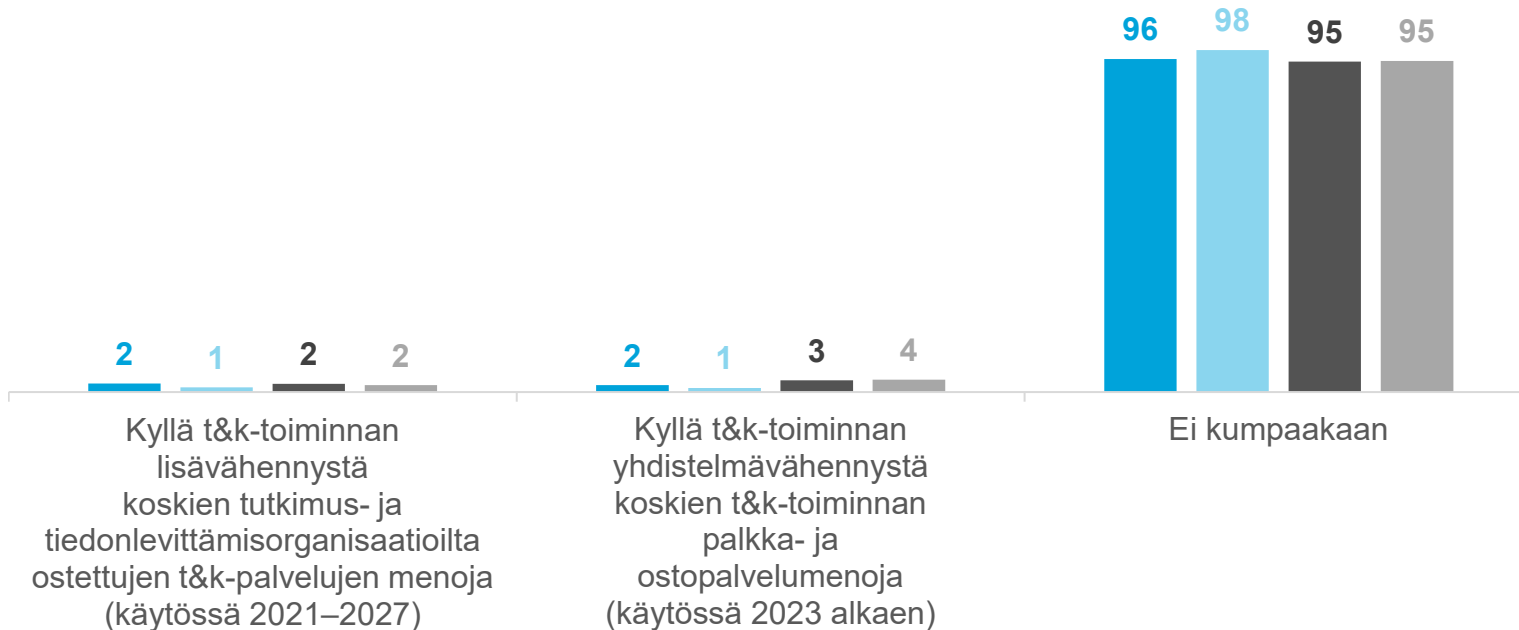 96 98 95 95
2 1 2 2
2 1 3 4
Kyllä t&k-toiminnan
lisävähennystä
koskien tutkimus- ja
tiedonlevittämisorganisaatioilta
ostettujen t&k-palvelujen menoja
(käytössä 2021–2027)
Kyllä t&k-toiminnan
yhdistelmävähennystä
koskien t&k-toiminnan
palkka- ja
ostopalvelumenoja
(käytössä 2023 alkaen)
Ei kumpaakaan